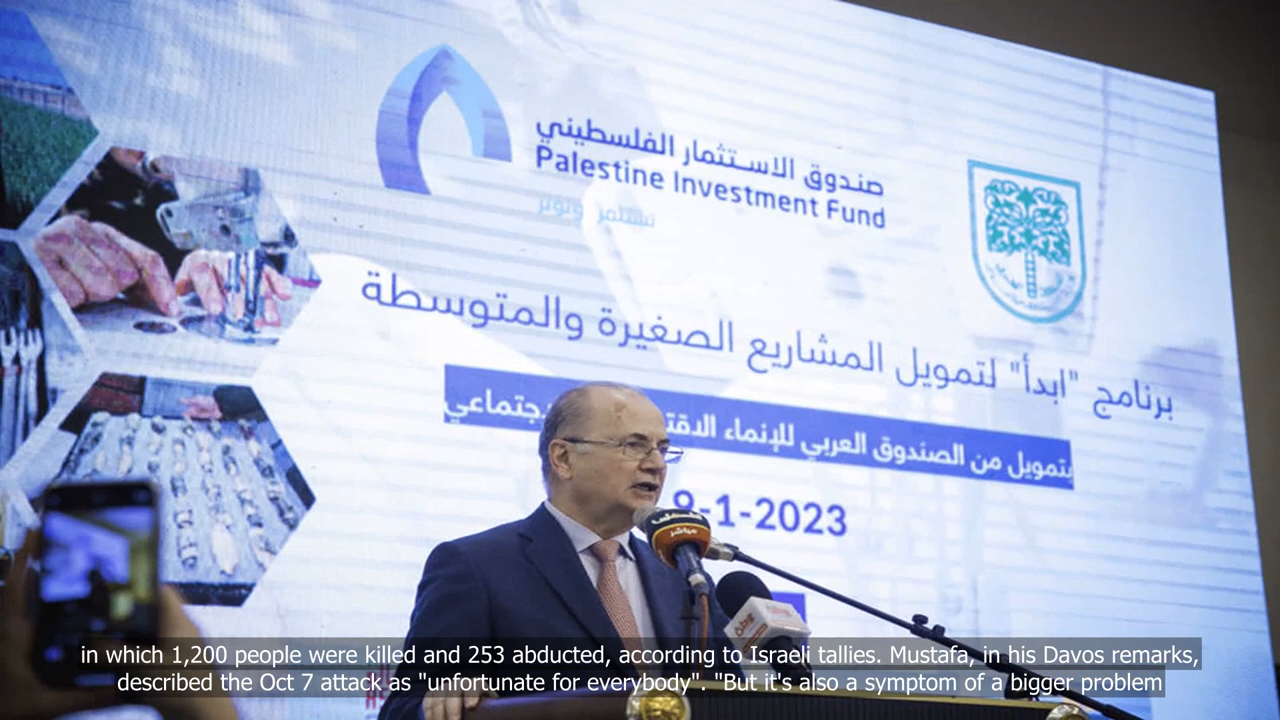 صندوق الاستثمار الفلسطيني
Palestine Investment Fund
برنامج "ابدأ" لتمويل المشاريع الصغيرة والمتوسطة
بتمويل من الصندوق العربي للإنماء
9-1-2023
مباشر
وطن
in which 1,200 people were killed and 253 abducted, according to Israeli tallies. Mustafa, in his Davos remarks,
described the Oct 7 attack as "unfortunate for everybody". "But it's also a symptom of a bigger problem